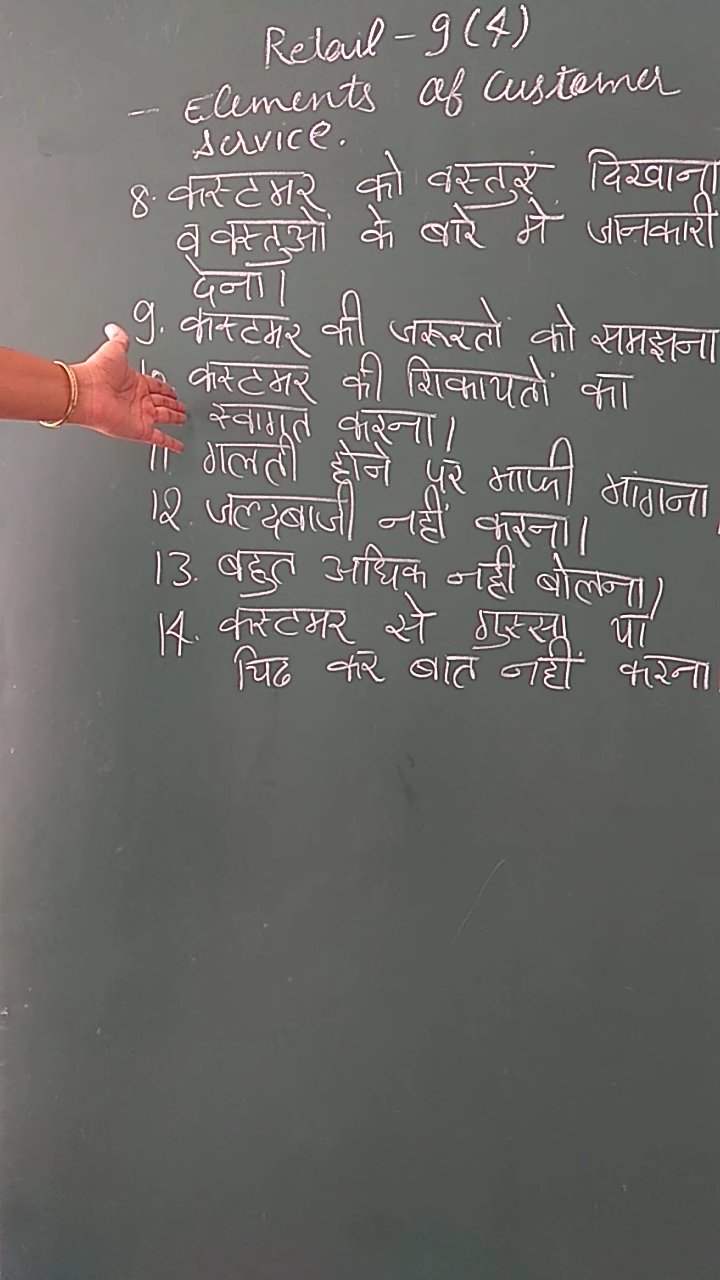 Retail - 9(4)
- Elements of Customer
service.
8. कस्टमर को वस्तुएं दिखाना
व वस्तुओं के बारे में जानकारी
देना।
9. कस्टमर की जरूरतों को समझना
कस्टमर की शिकायतों का
स्वागत करना।
11 गलती होने पर माफी मांगना
12. जल्दबाजी नहीं करना।
13. बहुत अधिक नही बोलना।
14. कस्टमर से गुस्सा या
चिढ कर बात नहीं करना